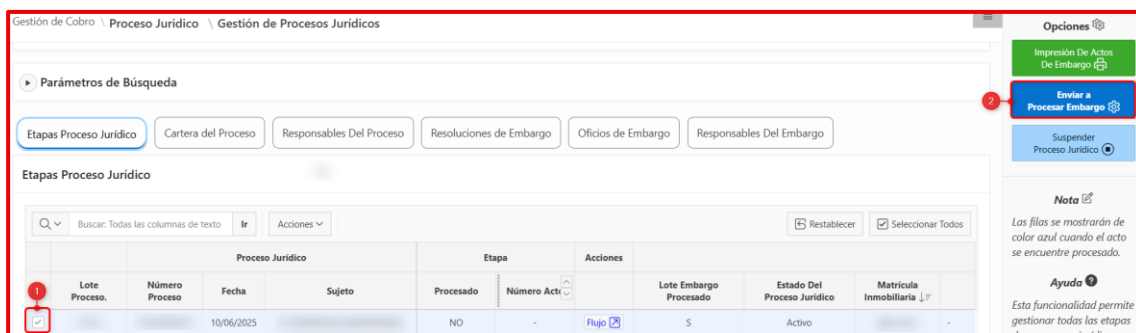 Gestión de Cobro \ Proceso Juridico \ Gestión de Procesos Jurídicos
Parámetros de Búsqueda
Etapas Proceso Jurídico
Cartera del Proceso
Responsables Del Proceso
Resoluciones de Embargo
Oficios de Embargo
Responsables Del Embargo
Etapas Proceso Jurídico
Buscar: Todas las columnas de texto
Ir
Acciones
Restablecer
Seleccionar Todos
Proceso Jurídico
Etapa
Acciones
Lote Proceso.
Número Proceso
Fecha
Sujeto
Procesado
Número Act
Lote Embargo Procesado
Estado Del Proceso Jurídico
Matrícula Inmobiliaria
1
10/06/2025
NO
-
Flujo
S
Activo
-
Opciones
Impresión De Actos
De Embargo
2
Enviar a
Procesar Embargo
Suspender
Proceso Jurídico
Nota
Las filas se mostrarán de
color azul cuando el acto
se encuentre procesado.
Ayuda
Esta funcionalidad permite
gestionar todas las etapas